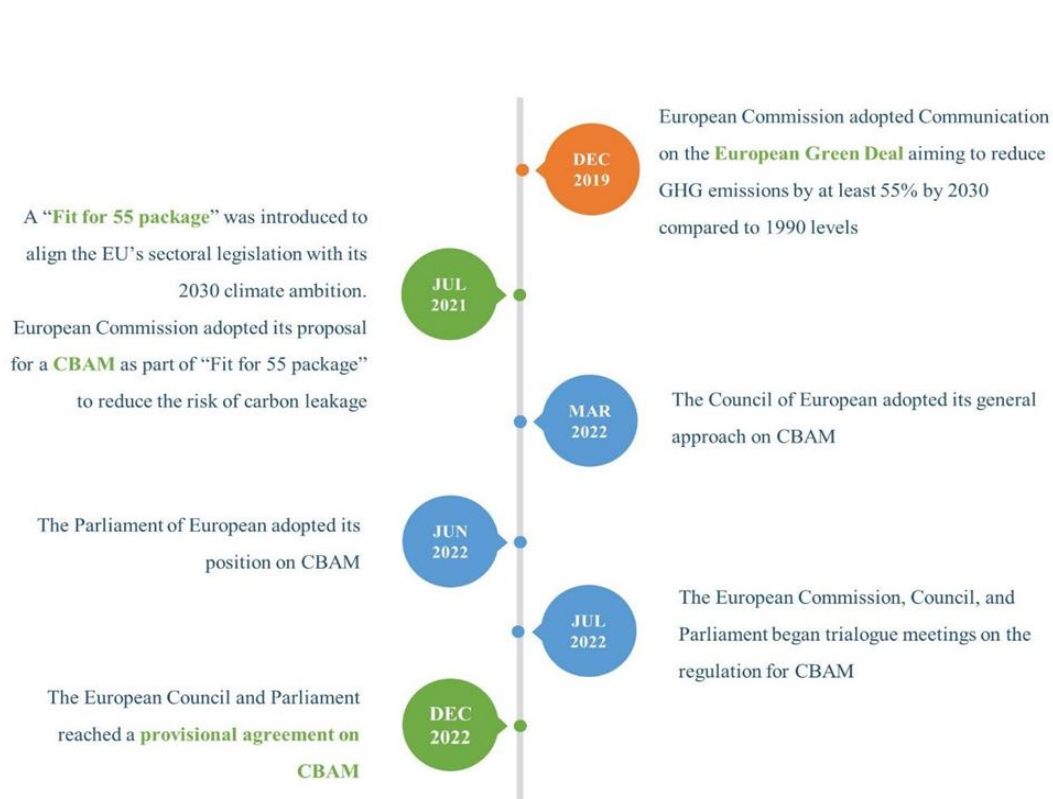 DEC
2019
European Commission adopted Communication
on the European Green Deal aiming to reduce
GHG emissions by at least 55% by 2030
compared to 1990 levels
JUL
2021
A “Fit for 55 package” was introduced to
align the EU’s sectoral legislation with its
2030 climate ambition.
European Commission adopted its proposal
for a CBAM as part of “Fit for 55 package”
to reduce the risk of carbon leakage
MAR
2022
The Council of European adopted its general
approach on CBAM
JUN
2022
The Parliament of European adopted its
position on CBAM
JUL
2022
The European Commission, Council, and
Parliament began trialogue meetings on the
regulation for CBAM
DEC
2022
The European Council and Parliament
reached a provisional agreement on
CBAM